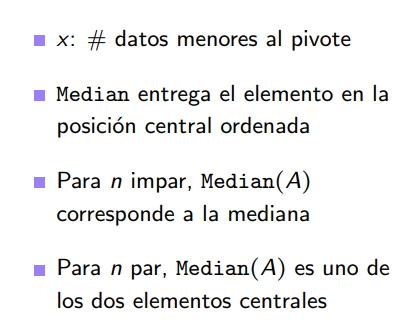 x: # datos menores al pivote
Median entrega el elemento en la
posición central ordenada
Para n impar, Median(A)
corresponde a la mediana
Para n par, Median(A) es uno de
los dos elementos centrales